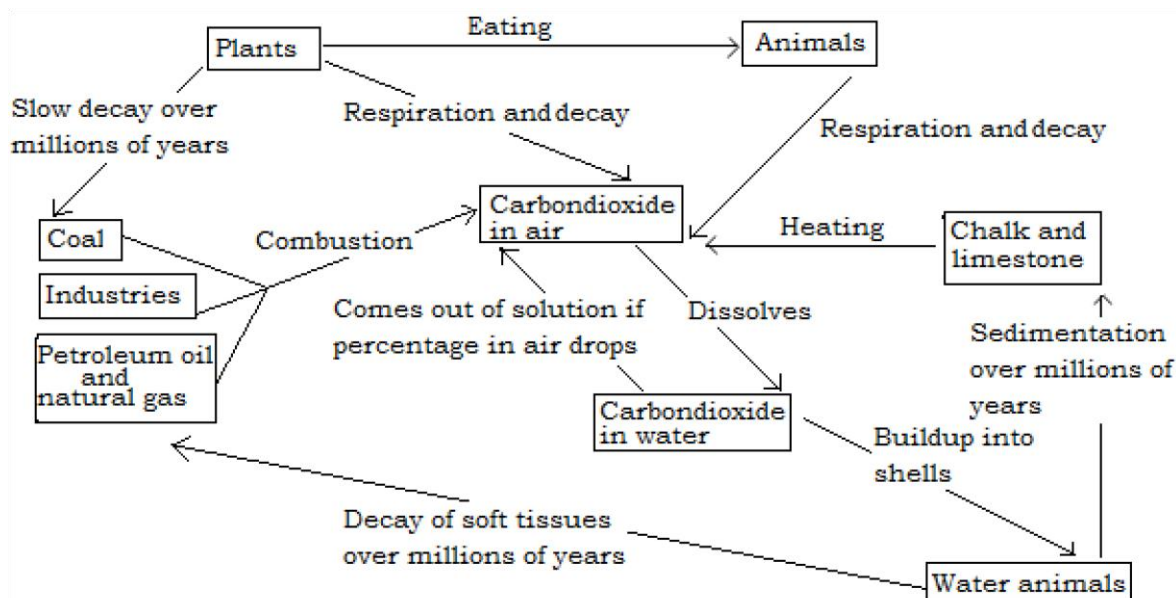 Eating
Plants
Animals
Slow decay over
millions of years
Respiration and decay
Respiration and decay
Carbondioxide
in air
Coal
Combustion
Heating
Chalk and
limestone
Industries
Comes out of solution if
percentage in air drops
Dissolves
Sedimentation
over millions of
years
Petroleum oil
and
natural gas
Carbondioxide
in water
Buildup into
shells
Decay of soft tissues
over millions of years
Water animals